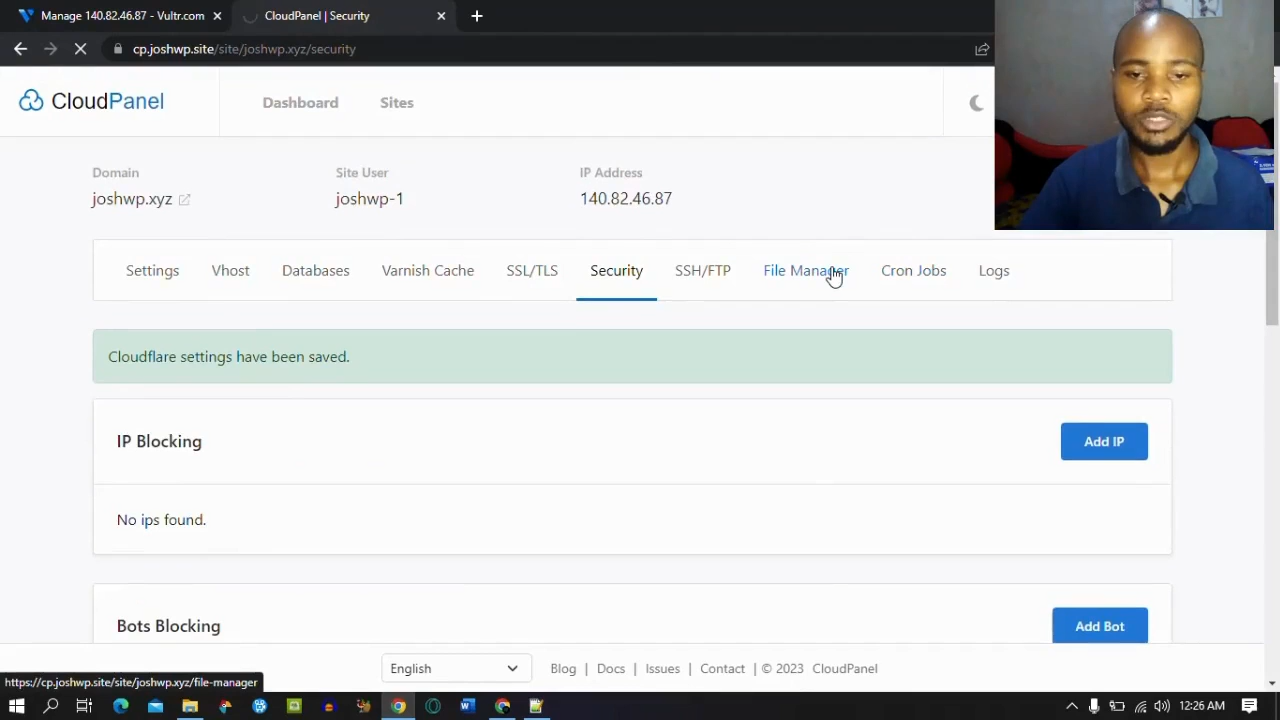 Manage 140.82.46.87 - Vultr.com
CloudPanel | Security
cp.joshwp.site/site/joshwp.xyz/security
CloudPanel
Dashboard
Sites
Domain
joshwp.xyz
Site User
joshwp-1
IP Address
140.82.46.87
Settings
Vhost
Databases
Varnish Cache
SSL/TLS
Security
SSH/FTP
File Manager
Cron Jobs
Logs
Cloudflare settings have been saved.
IP Blocking
Add IP
No ips found.
Bots Blocking
Add Bot
English
Blog | Docs | Issues | Contact | © 2023 CloudPanel
https://cp.joshwp.site/site/joshwp.xyz/file-manager
12:26 AM